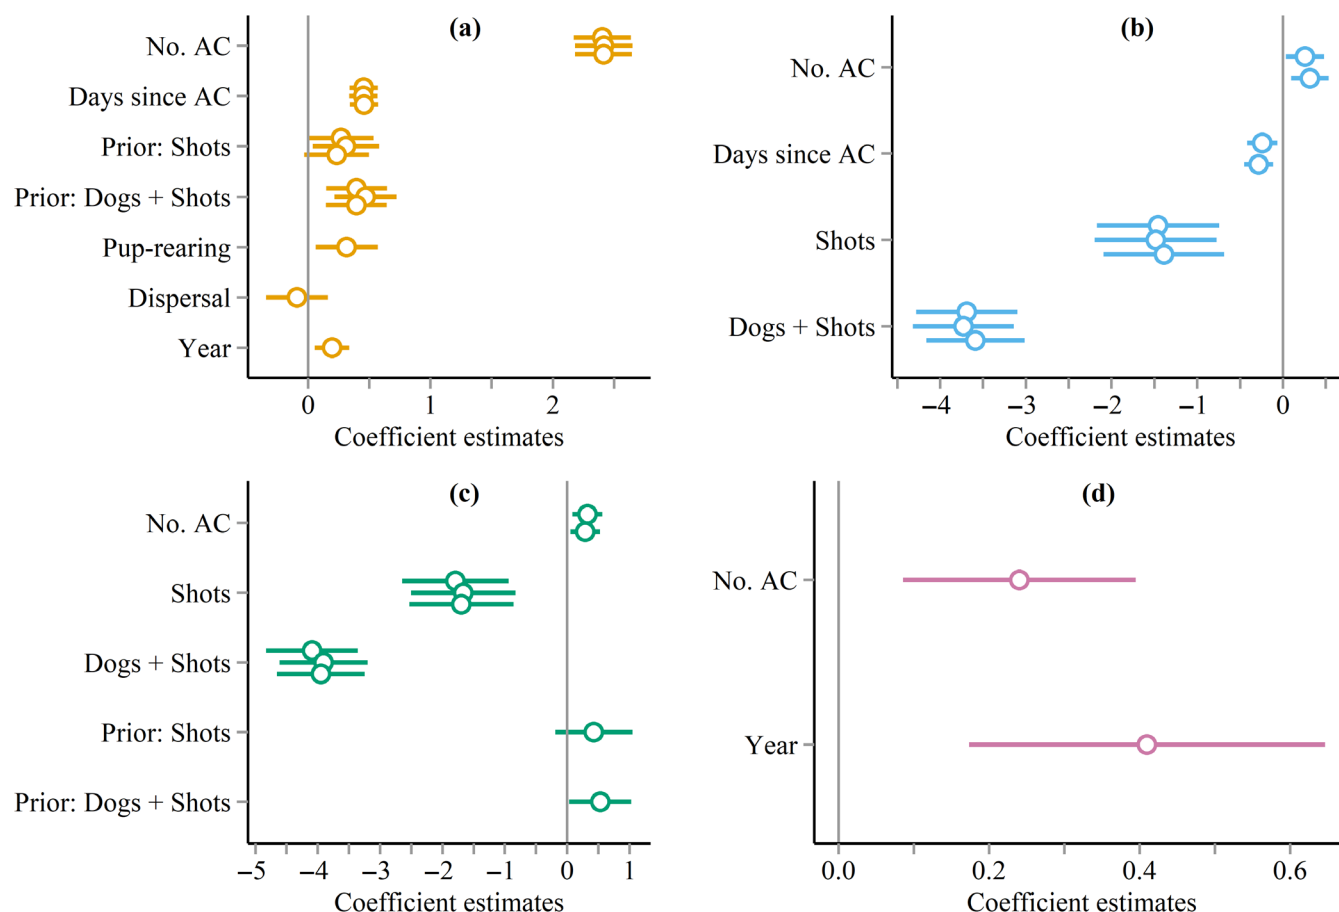 (a)
No. AC
Days since AC
Prior: Shots
Prior: Dogs + Shots
Pup-rearing
Dispersal
Year
0 1 2
Coefficient estimates
(b)
No. AC
Days since AC
Shots
Dogs + Shots
−4 −3 −2 −1 0
Coefficient estimates
(c)
No. AC
Shots
Dogs + Shots
Prior: Shots
Prior: Dogs + Shots
−5 −4 −3 −2 −1 0 1
Coefficient estimates
(d)
No. AC
Year
0.0 0.2 0.4 0.6
Coefficient estimates